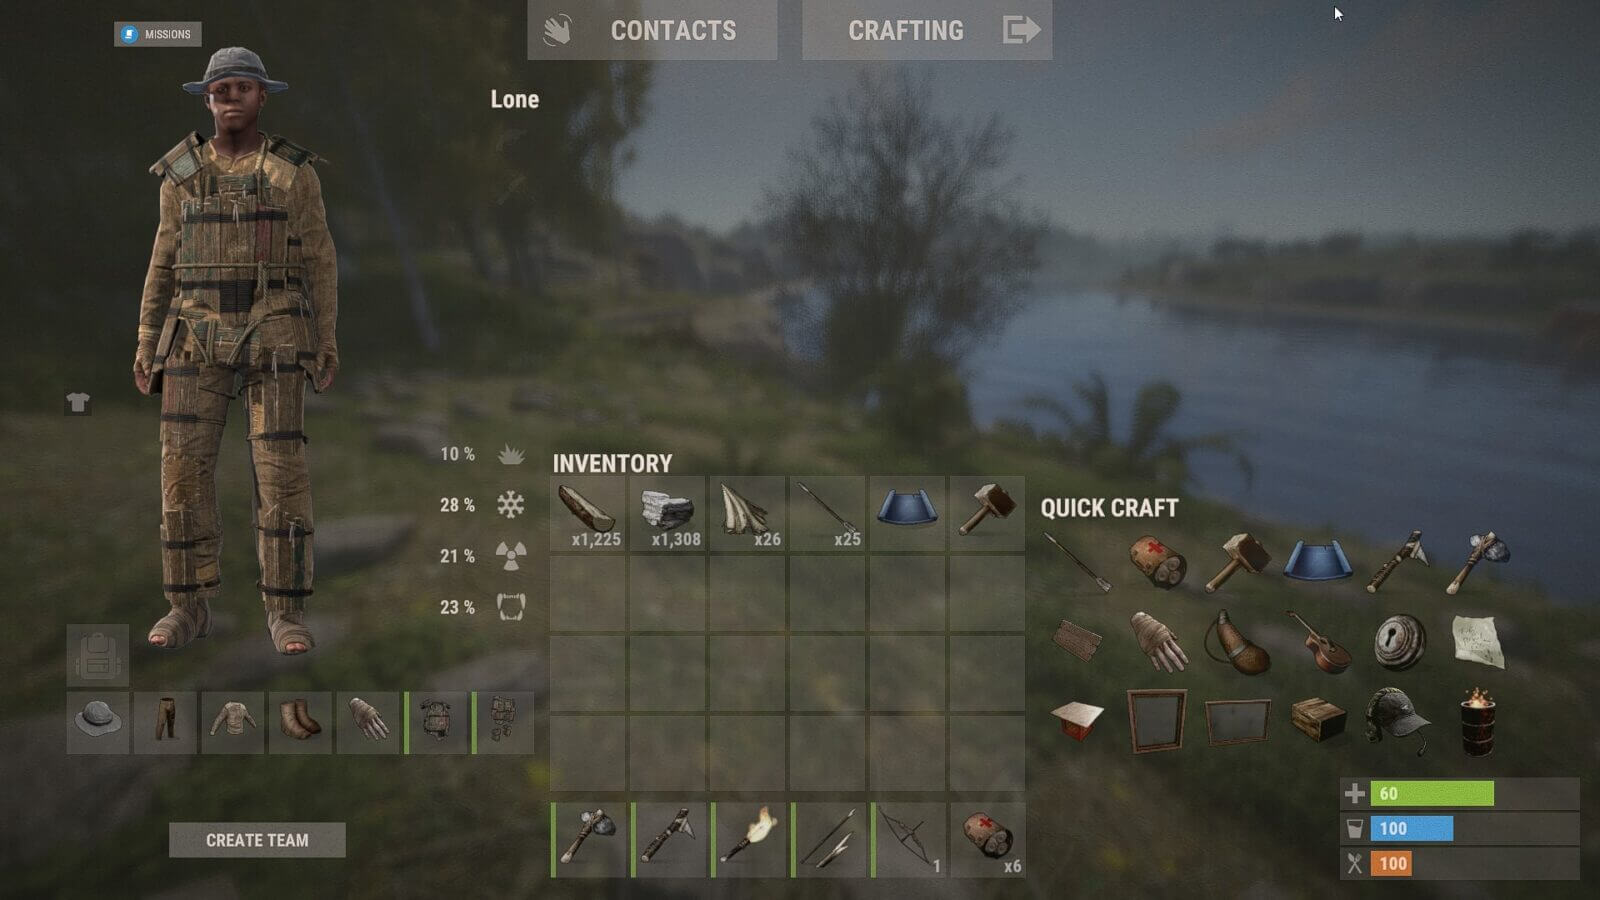 MISSIONS
CONTACTS
CRAFTING
Lone
10 %
28 %
21 %
23 %
INVENTORY
x1,225
x1,308
x26
x25
QUICK CRAFT
CREATE TEAM
1
x6
60
100
100